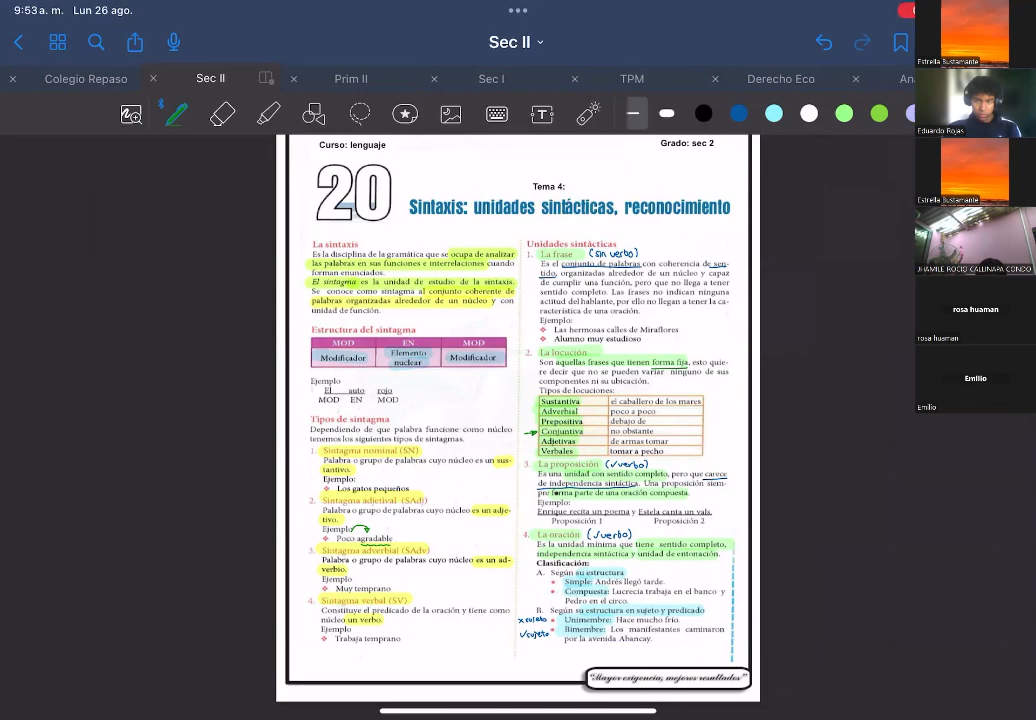 9:53 a. m. Lun 26 ago.
Sec II
Colegio Repaso
Sec II
Prim II
Sec I
TPM
Derecho Eco
An
Curso: lenguaje
Grado: sec 2
20
Tema 4:
Sintaxis: unidades sintácticas, reconocimiento
La sintaxis
Es la disciplina de la gramática que se ocupa de analizar
las palabras en sus funciones e interrelaciones cuando
forman enunciados.
El sintagma es la unidad de estudio de la sintaxis.
Se conoce como sintagma al conjunto coherente de
palabras organizadas alrededor de un núcleo y con
unidad de función.
Estructura del sintagma
MOD EN MOD
Modificador Elemento nuclear Modificador
Ejemplo
El auto rojo
MOD EN MOD
Tipos de sintagma
Dependiendo de que palabra funcione como núcleo
tenemos los siguientes tipos de sintagmas.
1. Sintagma nominal (SN)
Palabra o grupo de palabras cuyo núcleo es un sus-
tantivo.
Ejemplo:
Los gatos pequeños
2. Sintagma adjetival (SAdj)
Palabra o grupo de palabras cuyo núcleo es un adje-
tivo.
Ejemplo
Poco agradable
3. Sintagma adverbial (SAdv)
Palabra o grupo de palabras cuyo núcleo es un ad-
verbio.
Ejemplo
Muy temprano
4. Sintagma verbal (SV)
Constituye el predicado de la oración y tiene como
núcleo un verbo.
Ejemplo
Trabaja temprano
Unidades sintácticas
1. La frase (sin verbo)
Es el conjunto de palabras con coherencia de sen-
tido, organizadas alrededor de un núcleo y capaz
de cumplir una función, pero que no llega a tener
sentido completo. Las frases no indican ninguna
actitud del hablante, por ello no llegan a tener la ca-
racterística de una oración.
Ejemplo:
Las hermosas calles de Miraflores
Alumno muy estudioso
2. La locución
Son aquellas frases que tienen forma fija, esto quie-
re decir que no se pueden variar ninguno de sus
componentes ni su ubicación.
Tipos de locuciones:
Sustantiva el caballero de los mares
Adverbial poco a poco
Prepositiva debajo de
Conjuntiva no obstante
Adjetivas de armas tomar
Verbales tomar a pecho
3. La proposición (√verbo)
Es una unidad con sentido completo, pero que carece
de independencia sintáctica. Una proposición siem-
pre forma parte de una oración compuesta.
Ejemplo:
Enrique recita un poema y Estela canta un vals.
Proposición 1 Proposición 2
4. La oración (√verbo)
Es la unidad mínima que tiene sentido completo,
independencia sintáctica y unidad de entonación.
Clasificación:
A. Según su estructura
Simple: Andrés llegó tarde.
Compuesta: Lucrecia trabaja en el banco y
Pedro en el circo.
B. Según su estructura en sujeto y predicado
x sujeto Unimembre: Hace mucho frío.
√sujeto Bimembre: Los manifestantes caminaron
por la avenida Abancay.
"Mayor exigencia, mejores resultados"
Estrella Bustamante
Eduardo Rojas
Estrella Bustamante
JHAMILE ROCIO CALLINAPA CONDO
rosa huaman
rosa huaman
Emilio
Emilio